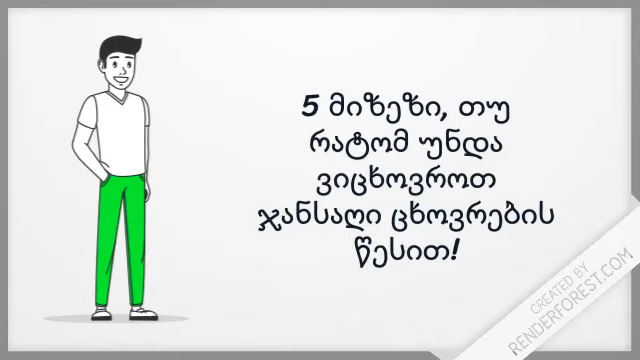 5 მიზეზი, თუ
რატომ უნდა
ვიცხოვროთ
ჯანსაღი ცხოვრების
წესით!
CREATED BY
RENDERFOREST.COM